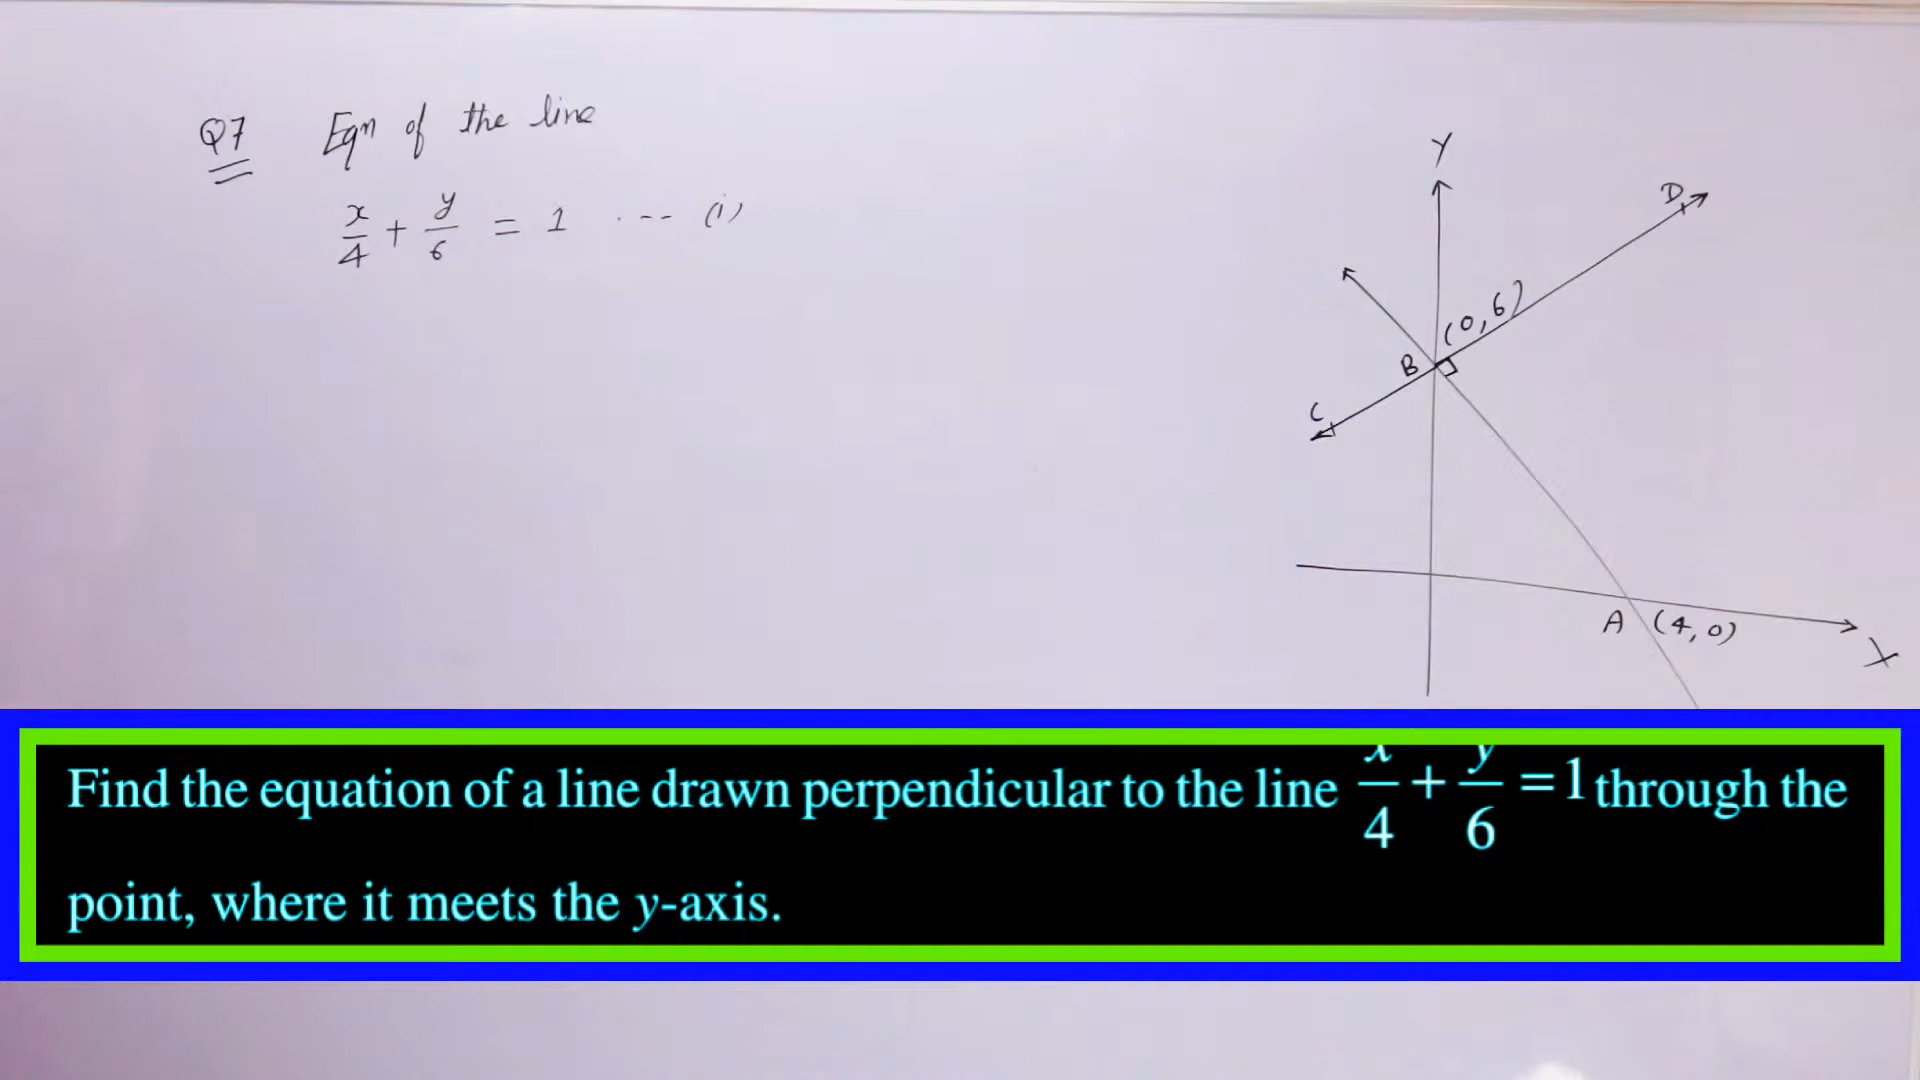 Q7 Eqn of the line
x/4 + y/6 = 1 --- (i)
Y
D
(0,6)
B
C
A (4,0)
X
Find the equation of a line drawn perpendicular to the line x/4 + y/6 = 1 through the
point, where it meets the y-axis.